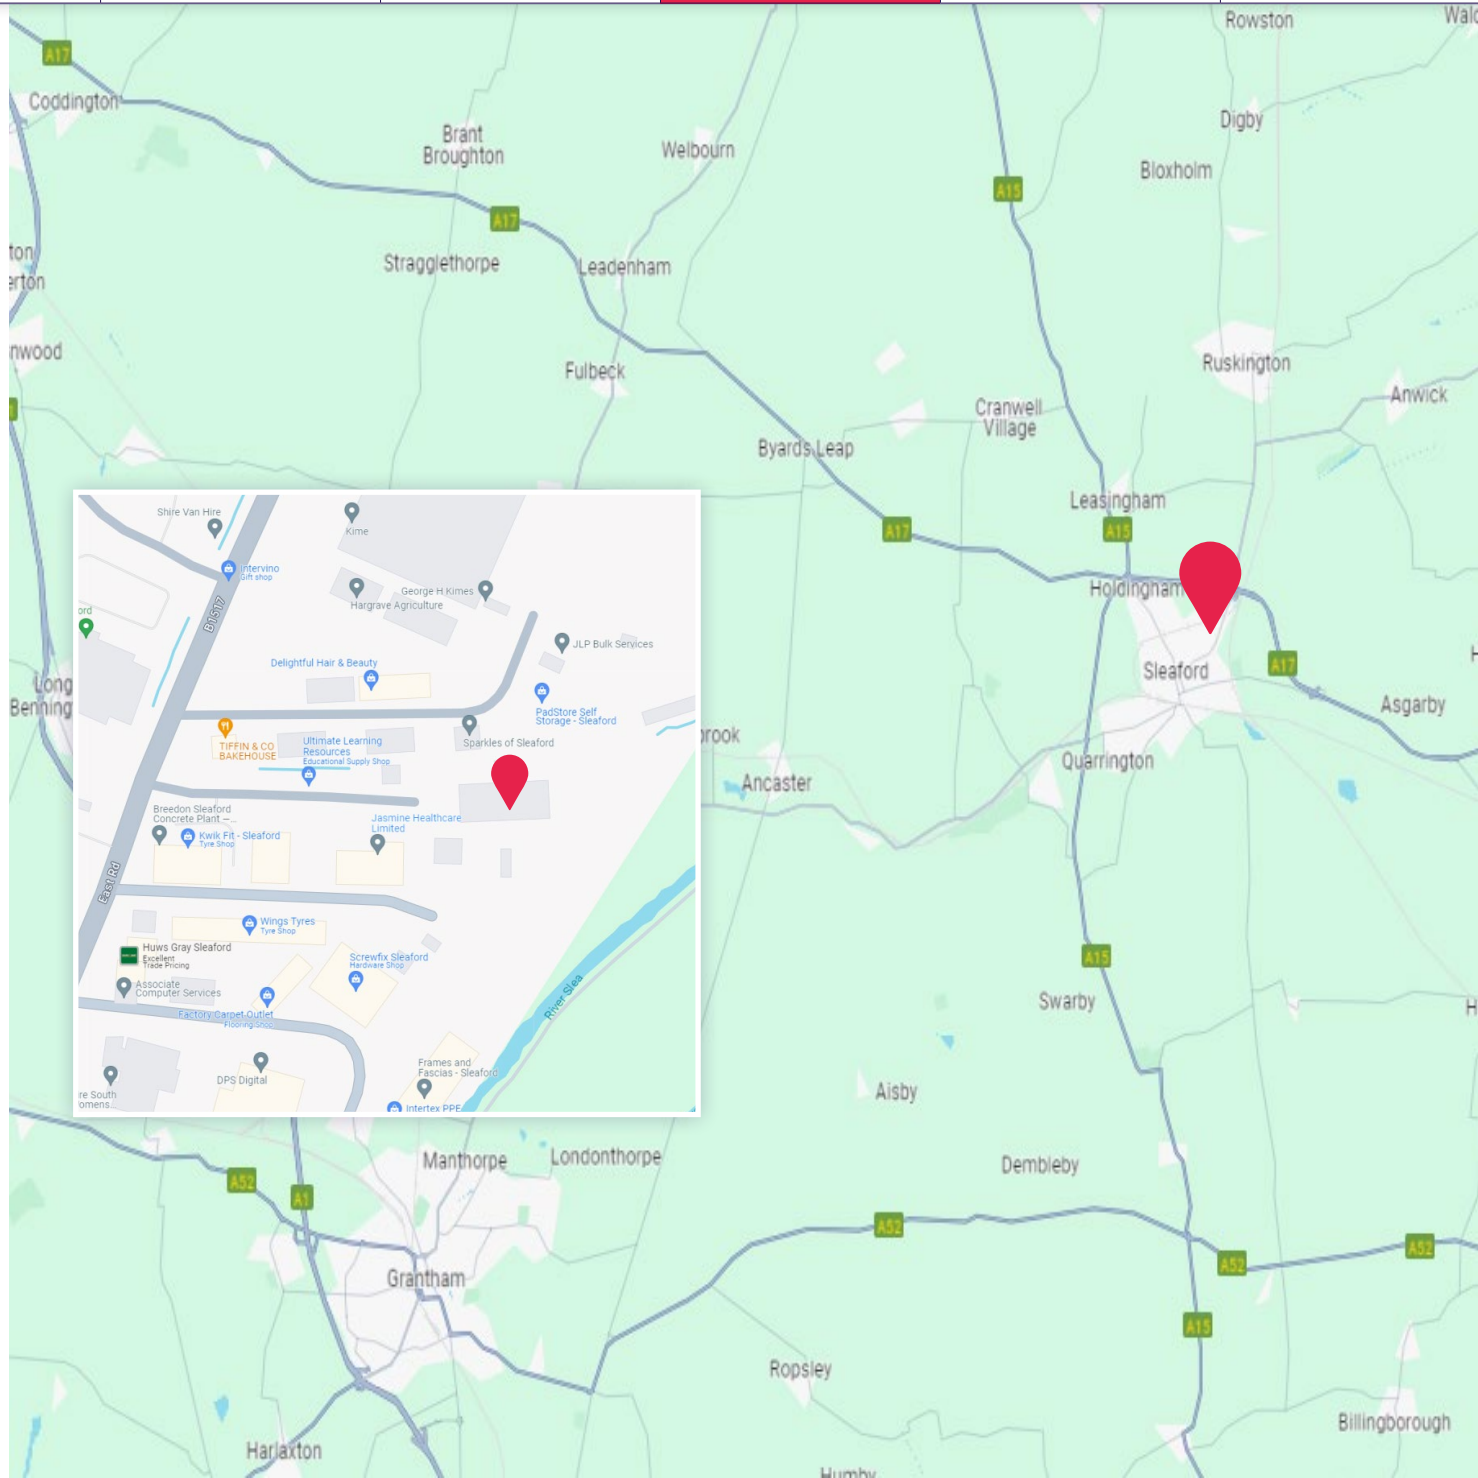 Rowston
A17
Coddington
Digby
Brant
Broughton
Welbourn
Bloxholm
A15
A17
Stragglethorpe
Leadenham
Ruskington
Fulbeck
Anwick
Cranwell
Village
Byards Leap
Leasingham
A17
A15
Holdingham
Sleaford
A17
Asgarby
Long
Quarrington
Ancaster
A15
Swarby
Aisby
Manthorpe
Londonthorpe
Dembleby
A52
A1
A52
A52
A52
Grantham
A15
Ropsley
Billingborough
Harlaxton
Shire Van Hire
Kime
Intervino
Gift shop
George H Kimes
Hargrave Agriculture
B1517
JLP Bulk Services
Delightful Hair & Beauty
PadStore Self
Storage - Sleaford
TIFFIN & CO
BAKEHOUSE
Ultimate Learning
Resources
Educational Supply Shop
Sparkles of Sleaford
Breedon Sleaford
Concrete Plant —...
Kwik Fit - Sleaford
Tyre Shop
Jasmine Healthcare
Limited
East Rd
Wings Tyres
Tyre Shop
Huws Gray Sleaford
Excellent
Trade Pricing
Screwfix Sleaford
Hardware Shop
Associate
Computer Services
River Slea
Factory Carpet Outlet
Flooring Shop
Frames and
Fascias - Sleaford
DPS Digital
re South
omens...
Intertex PPE